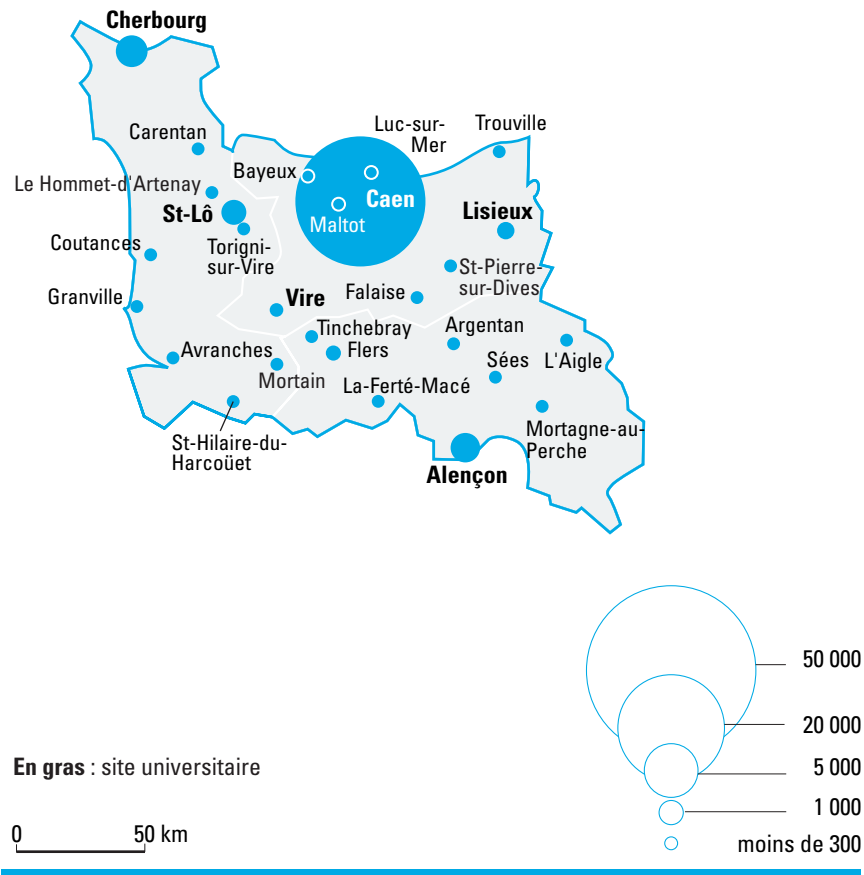 Cherbourg
Carentan
Luc-sur-
Mer
Trouville
Bayeux
Le Hommet-d'Artenay
Caen
St-Lô
Maltot
Lisieux
Coutances
Torigni-
sur-Vire
St-Pierre-
sur-Dives
Granville
Vire
Falaise
Tinchebray
Argentan
Avranches
Flers
Sées
L'Aigle
Mortain
La-Ferté-Macé
St-Hilaire-du-
Harcoüet
Mortagne-au-
Perche
Alençon
50 000
20 000
5 000
1 000
moins de 300
En gras : site universitaire
0 50 km